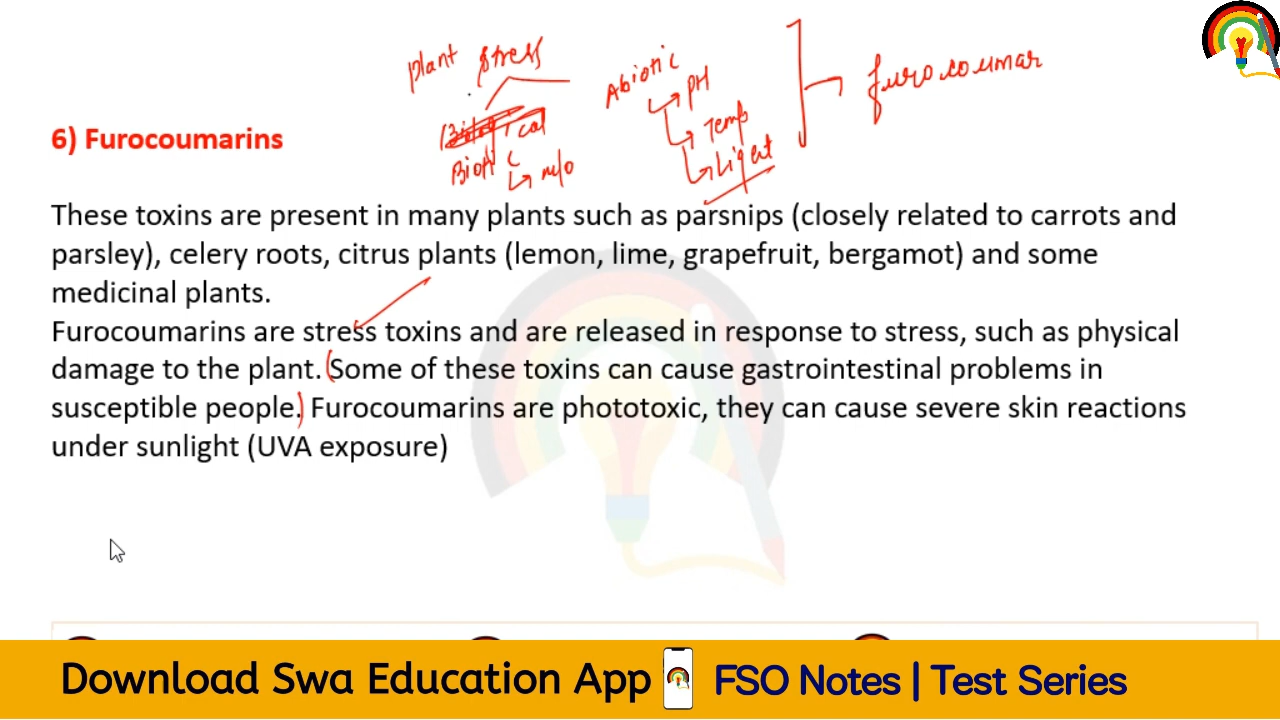 plant stress
Biotic
↳ m/o
Abiotic
↳ PH
↳ Temp
↳ Light
furocoumar
6) Furocoumarins
These toxins are present in many plants such as parsnips (closely related to carrots and
parsley), celery roots, citrus plants (lemon, lime, grapefruit, bergamot) and some
medicinal plants.
Furocoumarins are stress toxins and are released in response to stress, such as physical
damage to the plant. (Some of these toxins can cause gastrointestinal problems in
susceptible people.) Furocoumarins are phototoxic, they can cause severe skin reactions
under sunlight (UVA exposure)
Download Swa Education App FSO Notes | Test Series